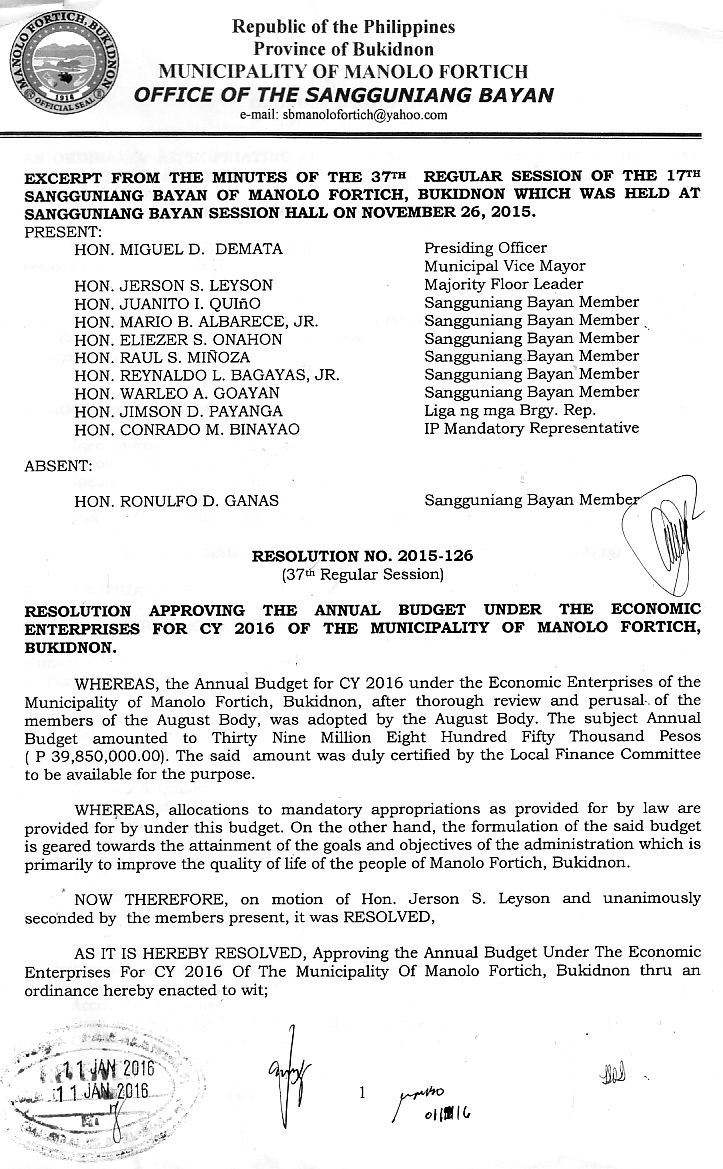 MANOLO FORTICH, BUKIDNON
1914
OFFICIAL SEAL
Republic of the Philippines
Province of Bukidnon
MUNICIPALITY OF MANOLO FORTICH
OFFICE OF THE SANGGUNIANG BAYAN
e-mail: sbmanolofortich@yahoo.com
EXCERPT FROM THE MINUTES OF THE 37TH REGULAR SESSION OF THE 17TH
SANGGUNIANG BAYAN OF MANOLO FORTICH, BUKIDNON WHICH WAS HELD AT
SANGGUNIANG BAYAN SESSION HALL ON NOVEMBER 26, 2015.
PRESENT:
HON. MIGUEL D. DEMATA Presiding Officer
Municipal Vice Mayor
HON. JERSON S. LEYSON Majority Floor Leader
HON. JUANITO I. QUIñO Sangguniang Bayan Member
HON. MARIO B. ALBARECE, JR. Sangguniang Bayan Member
HON. ELIEZER S. ONAHON Sangguniang Bayan Member
HON. RAUL S. MIÑOZA Sangguniang Bayan Member
HON. REYNALDO L. BAGAYAS, JR. Sangguniang Bayan Member
HON. WARLEO A. GOAYAN Sangguniang Bayan Member
HON. JIMSON D. PAYANGA Liga ng mga Brgy. Rep.
HON. CONRADO M. BINAYAO IP Mandatory Representative
ABSENT:
HON. RONULFO D. GANAS Sangguniang Bayan Member
RESOLUTION NO. 2015-126
(37th Regular Session)
RESOLUTION APPROVING THE ANNUAL BUDGET UNDER THE ECONOMIC
ENTERPRISES FOR CY 2016 OF THE MUNICIPALITY OF MANOLO FORTICH,
BUKIDNON.
WHEREAS, the Annual Budget for CY 2016 under the Economic Enterprises of the
Municipality of Manolo Fortich, Bukidnon, after thorough review and perusal of the
members of the August Body, was adopted by the August Body. The subject Annual
Budget amounted to Thirty Nine Million Eight Hundred Fifty Thousand Pesos
( P 39,850,000.00). The said amount was duly certified by the Local Finance Committee
to be available for the purpose.
WHEREAS, allocations to mandatory appropriations as provided for by law are
provided for by under this budget. On the other hand, the formulation of the said budget
is geared towards the attainment of the goals and objectives of the administration which is
primarily to improve the quality of life of the people of Manolo Fortich, Bukidnon.
NOW THEREFORE, on motion of Hon. Jerson S. Leyson and unanimously
seconded by the members present, it was RESOLVED,
AS IT IS HEREBY RESOLVED, Approving the Annual Budget Under The Economic
Enterprises For CY 2016 Of The Municipality Of Manolo Fortich, Bukidnon thru an
ordinance hereby enacted to wit;
11 JAN 2016
11 JAN 2016
1